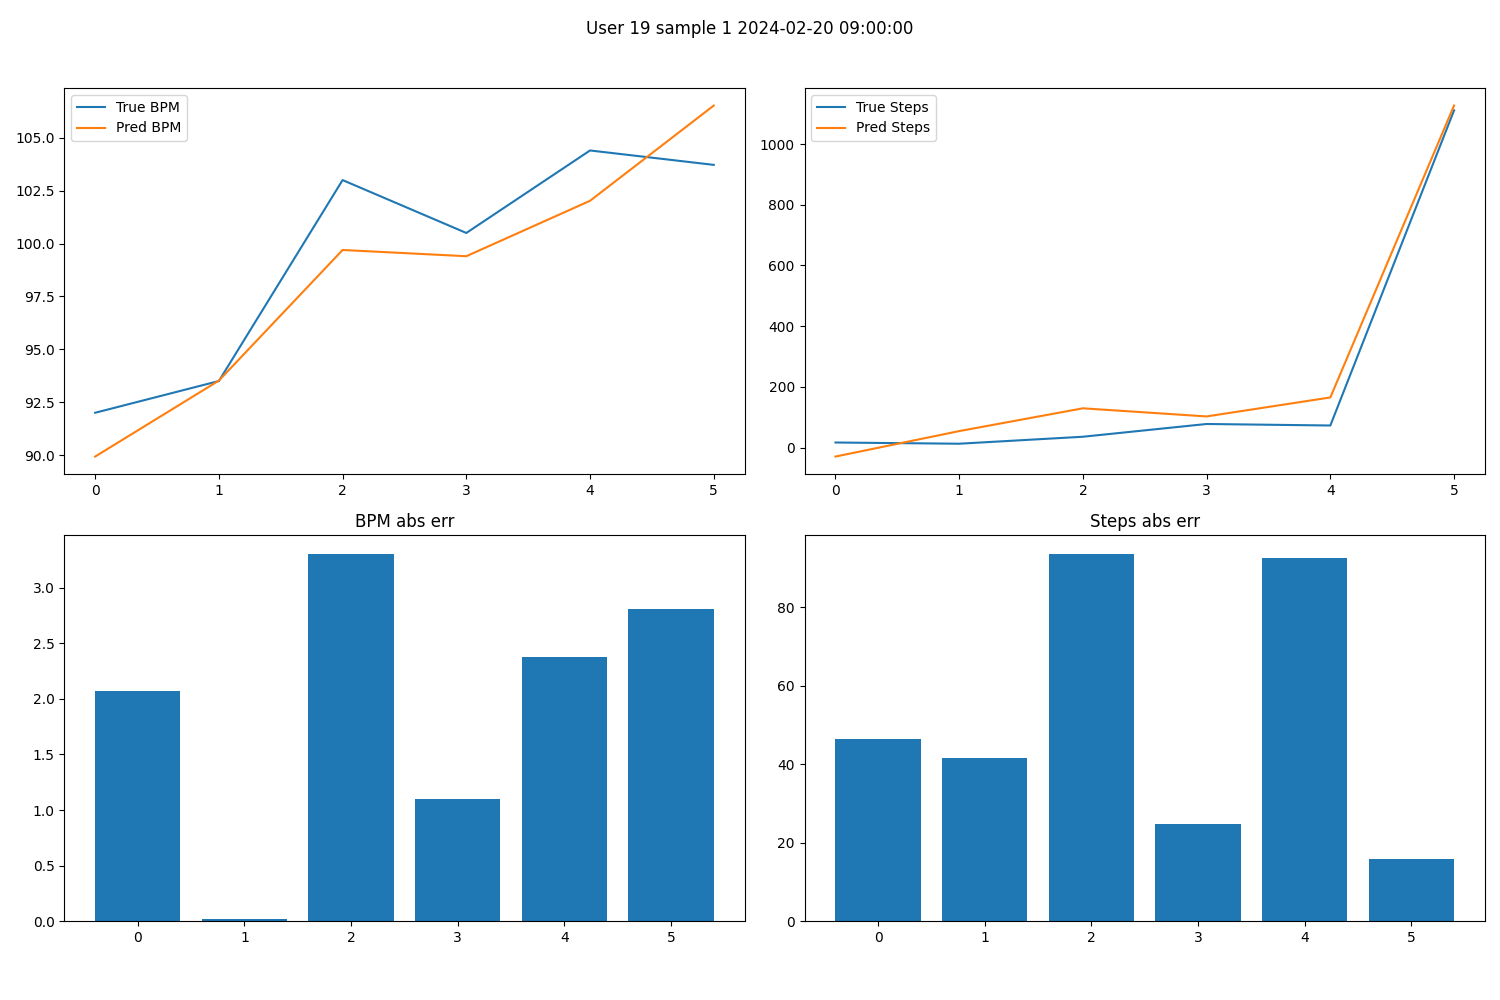 User 19 sample 1 2024-02-20 09:00:00
True BPM
Pred BPM
105.0
102.5
100.0
97.5
95.0
92.5
90.0
0 1 2 3 4 5
True Steps
Pred Steps
1000
800
600
400
200
0
0 1 2 3 4 5
BPM abs err
3.0
2.5
2.0
1.5
1.0
0.5
0.0
0 1 2 3 4 5
Steps abs err
80
60
40
20
0
0 1 2 3 4 5